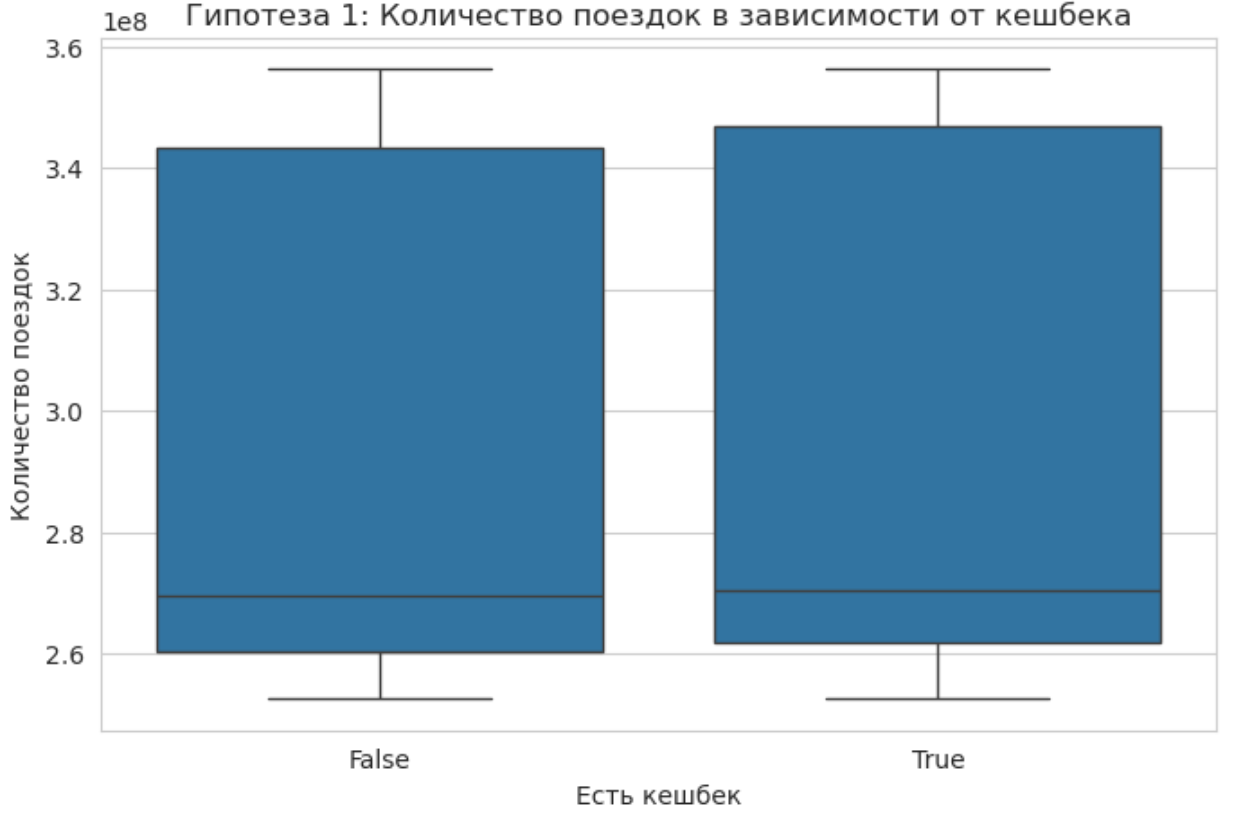 Гипотеза 1: Количество поездок в зависимости от кешбека
1e8
3.6
3.4
3.2
3.0
2.8
2.6
Количество поездок
False
True
Есть кешбек